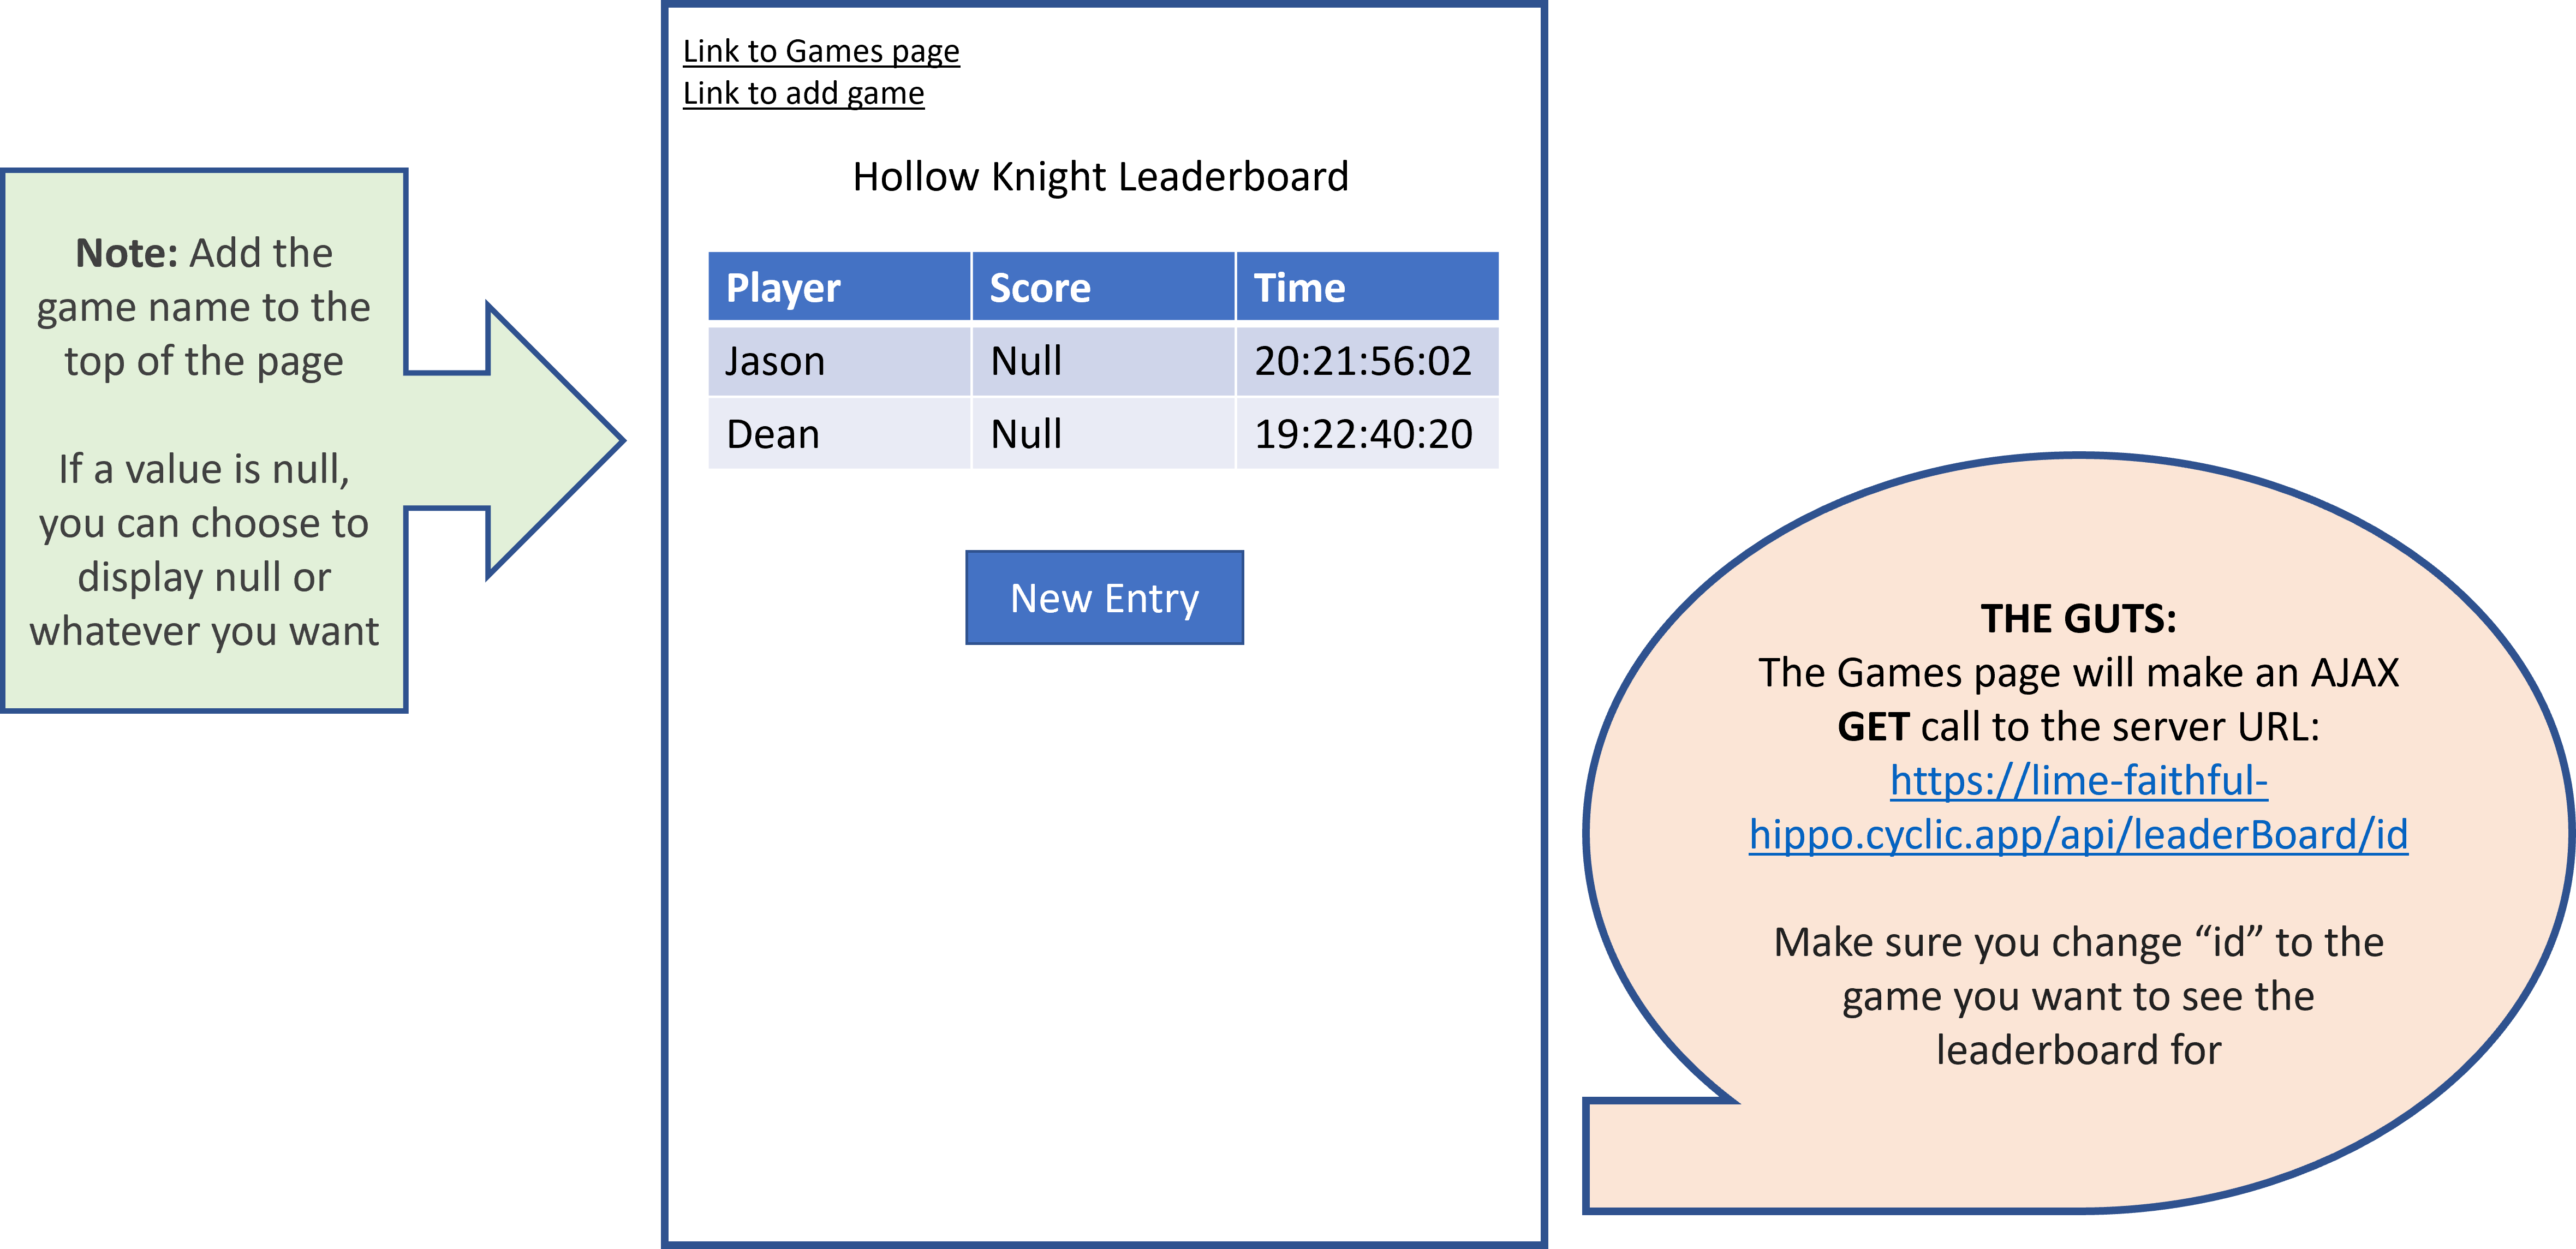 Note: Add the
game name to the
top of the page
If a value is null,
you can choose to
display null or
whatever you want
Link to Games page
Link to add game
Hollow Knight Leaderboard
Player Score Time
Jason Null 20:21:56:02
Dean Null 19:22:40:20
New Entry
THE GUTS:
The Games page will make an AJAX
GET call to the server URL:
https://lime-faithful-
hippo.cyclic.app/api/leaderBoard/id
Make sure you change “id” to the
game you want to see the
leaderboard for